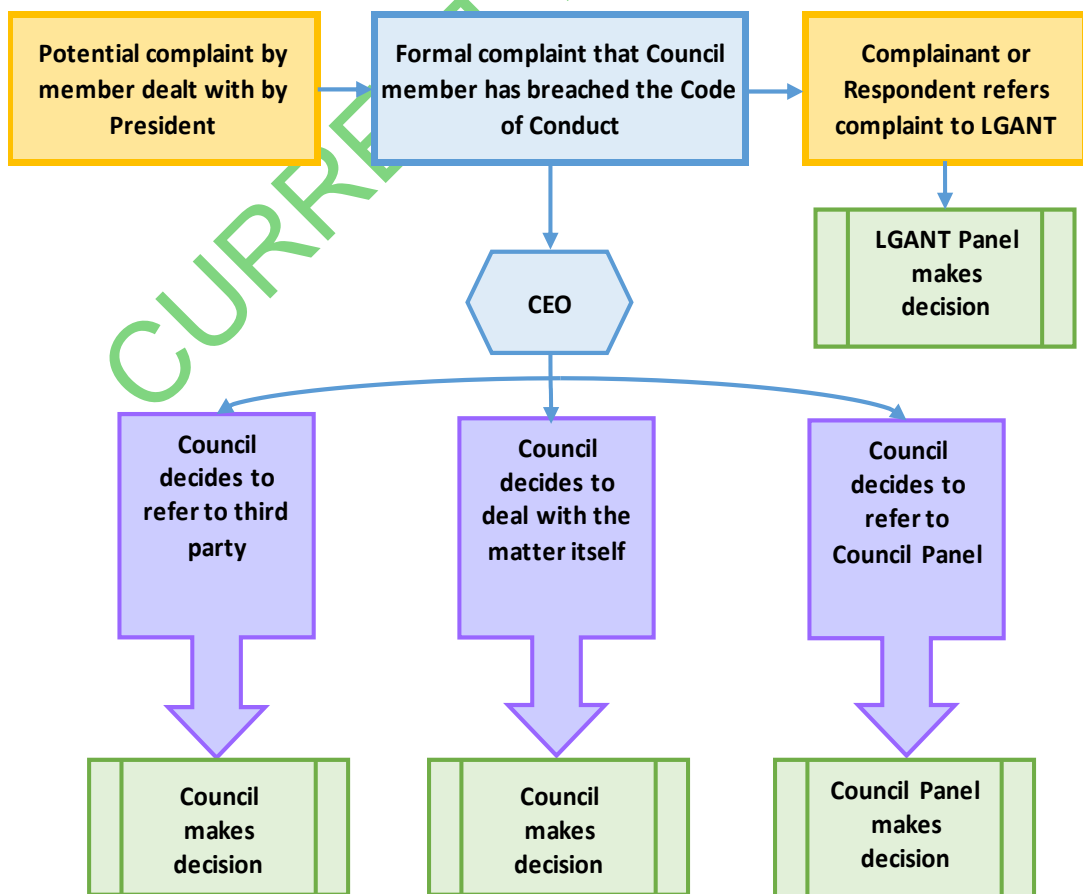 Potential complaint by
member dealt with by
President
Formal complaint that Council
member has breached the Code
of Conduct
Complainant or
Respondent refers
complaint to LGANT
LGANT Panel
makes
decision
CEO
Council
decides to
refer to third
party
Council
decides to
deal with the
matter itself
Council
decides to
refer to
Council Panel
Council
makes
decision
Council
makes
decision
Council Panel
makes
decision